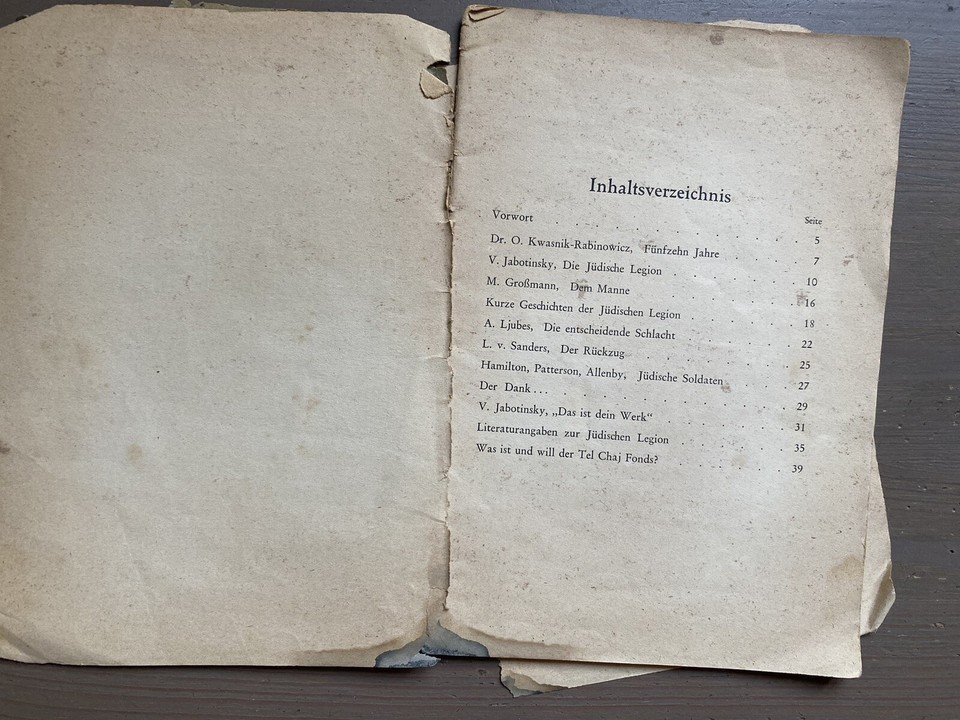 Inhaltsverzeichnis
Seite
Vorwort . . . . . . . . . . . . 5
Dr. O. Kwasnik-Rabinowicz, Fünfzehn Jahre . . . . 7
V. Jabotinsky, Die Jüdische Legion . . . . . . 10
M. Großmann, Dem Manne . . . . . . . 16
Kurze Geschichten der Jüdischen Legion . . . . . . 18
A. Ljubes, Die entscheidende Schlacht . . . . . . 22
L. v. Sanders, Der Rückzug . . . . . . . 25
Hamilton, Patterson, Allenby, Jüdische Soldaten . . . . 27
Der Dank ... . . . . . . . . . . . 29
V. Jabotinsky, „Das ist dein Werk“ . . . . . . 31
Literaturangaben zur Jüdischen Legion . . . . . . 35
Was ist und will der Tel Chaj Fonds? . . . . . . 39